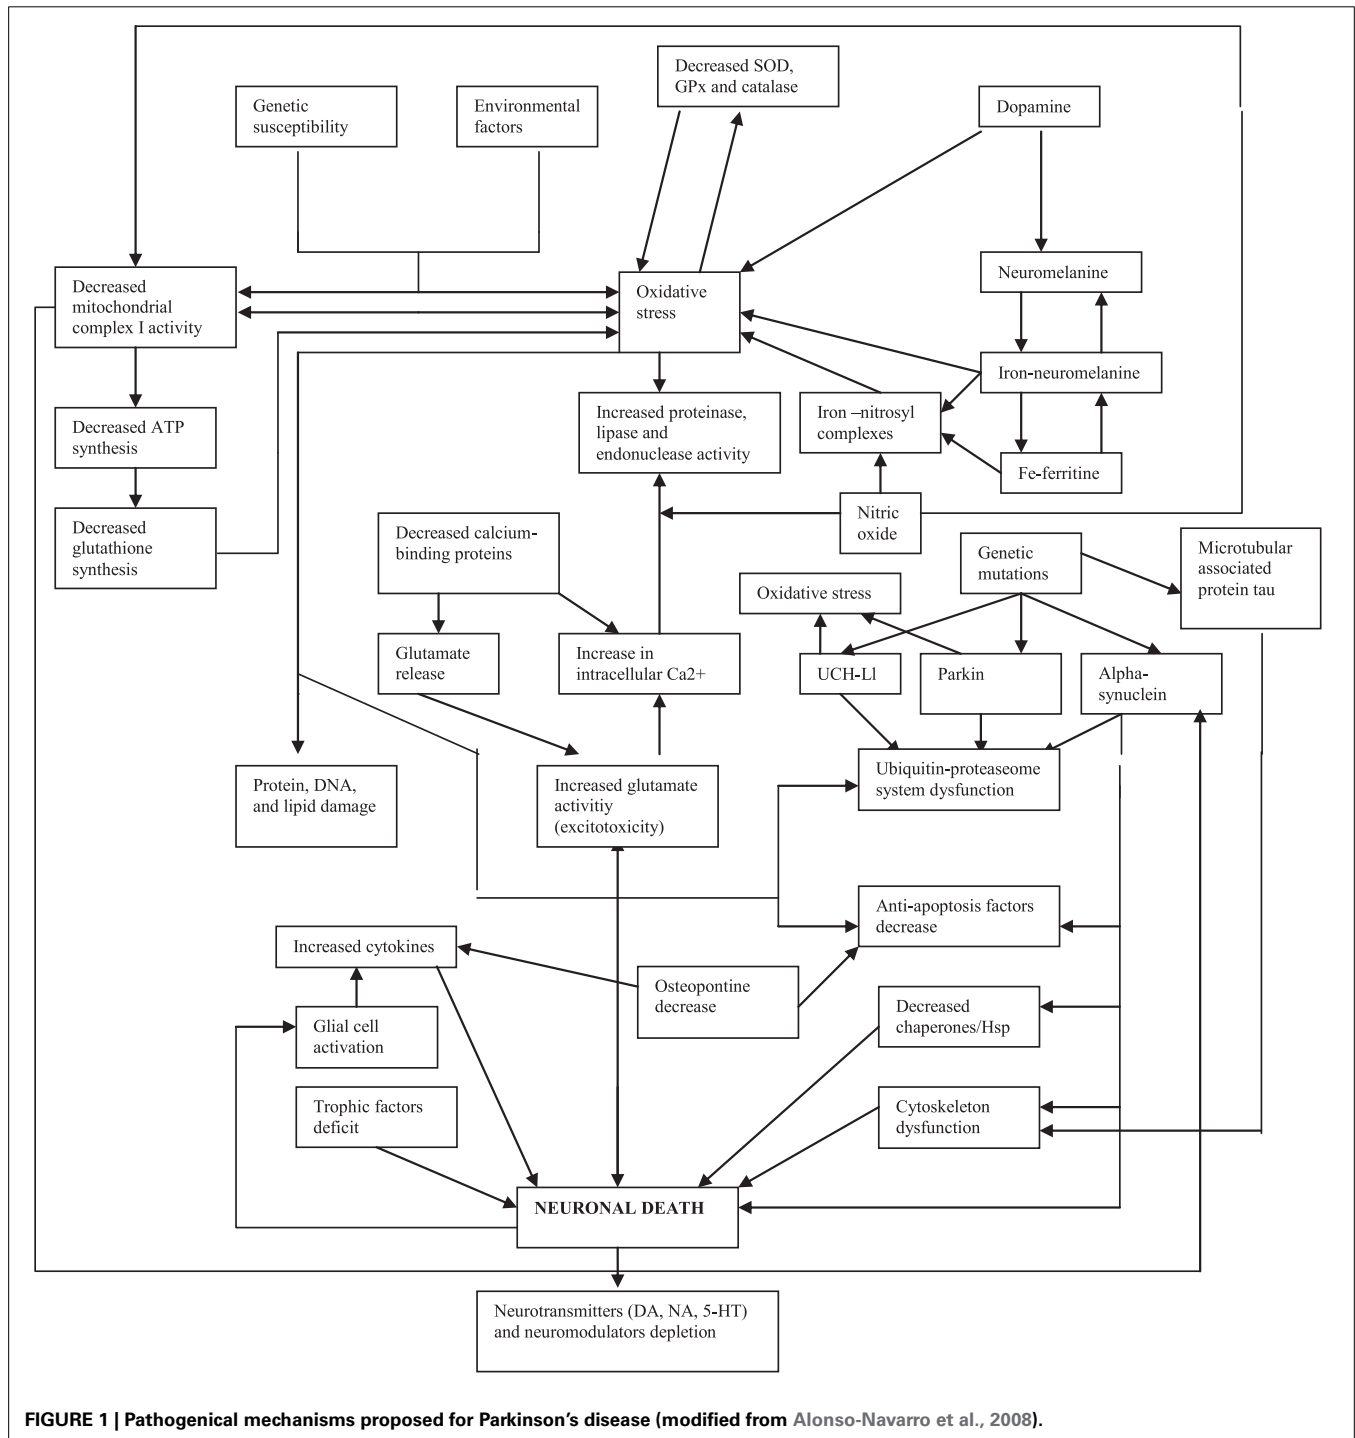 Decreased SOD,
GPx and catalase
Genetic
susceptibility
Environmental
factors
Dopamine
Decreased
mitochondrial
complex I activity
Oxidative
stress
Neuromelanine
Iron-neuromelanine
Decreased ATP
synthesis
Increased proteinase,
lipase and
endonuclease activity
Iron –nitrosyl
complexes
Fe-ferritine
Decreased
glutathione
synthesis
Decreased calcium-
binding proteins
Nitric
oxide
Genetic
mutations
Microtubular
associated
protein tau
Oxidative stress
Glutamate
release
Increase in
intracellular Ca2+
UCH-Ll
Parkin
Alpha-
synuclein
Protein, DNA,
and lipid damage
Increased glutamate
activitiy
(excitotoxicity)
Ubiquitin-proteaseome
system dysfunction
Anti-apoptosis factors
decrease
Increased cytokines
Osteopontine
decrease
Decreased
chaperones/Hsp
Glial cell
activation
Trophic factors
deficit
Cytoskeleton
dysfunction
NEURONAL DEATH
Neurotransmitters (DA, NA, 5-HT)
and neuromodulators depletion
FIGURE 1 | Pathogenical mechanisms proposed for Parkinson's disease (modified from Alonso-Navarro et al., 2008).